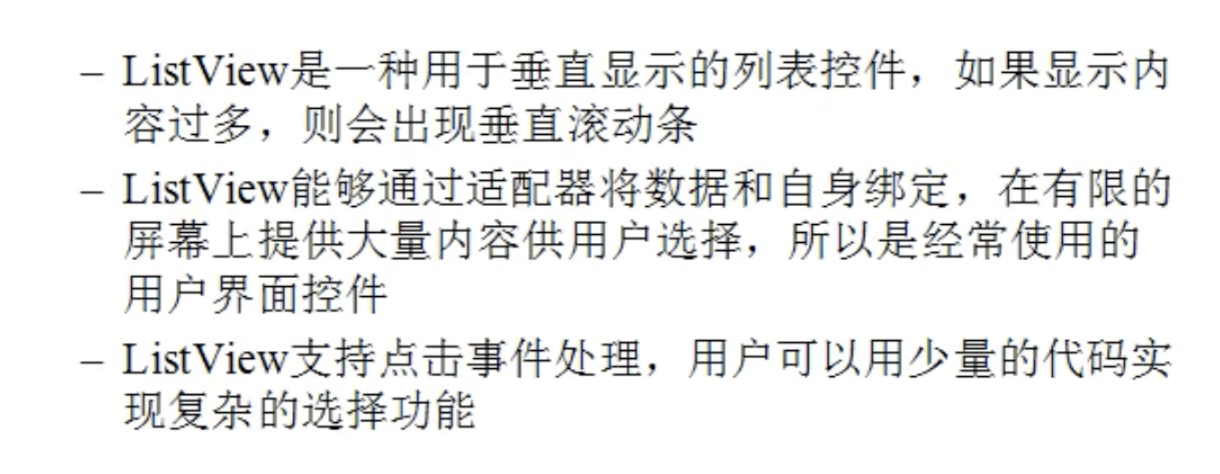 – ListView是一种用于垂直显示的列表控件，如果显示内
容过多，则会出现垂直滚动条
– ListView能够通过适配器将数据和自身绑定，在有限的
屏幕上提供大量内容供用户选择，所以是经常使用的
用户界面控件
– ListView支持点击事件处理，用户可以用少量的代码实
现复杂的选择功能